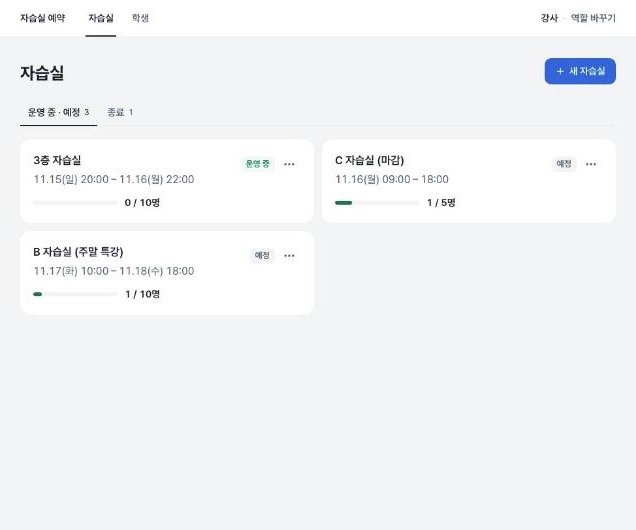 자습실 예약 자습실 학생 강사 · 역할 바꾸기
자습실 + 새 자습실
운영 중 · 예정 3 종료 1
3층 자습실 운영 중 ···
11.15(일) 20:00 – 11.16(월) 22:00
0 / 10명
C 자습실 (마감) 예정 ···
11.16(월) 09:00 – 18:00
1 / 5명
B 자습실 (주말 특강) 예정 ···
11.17(화) 10:00 – 11.18(수) 18:00
1 / 10명